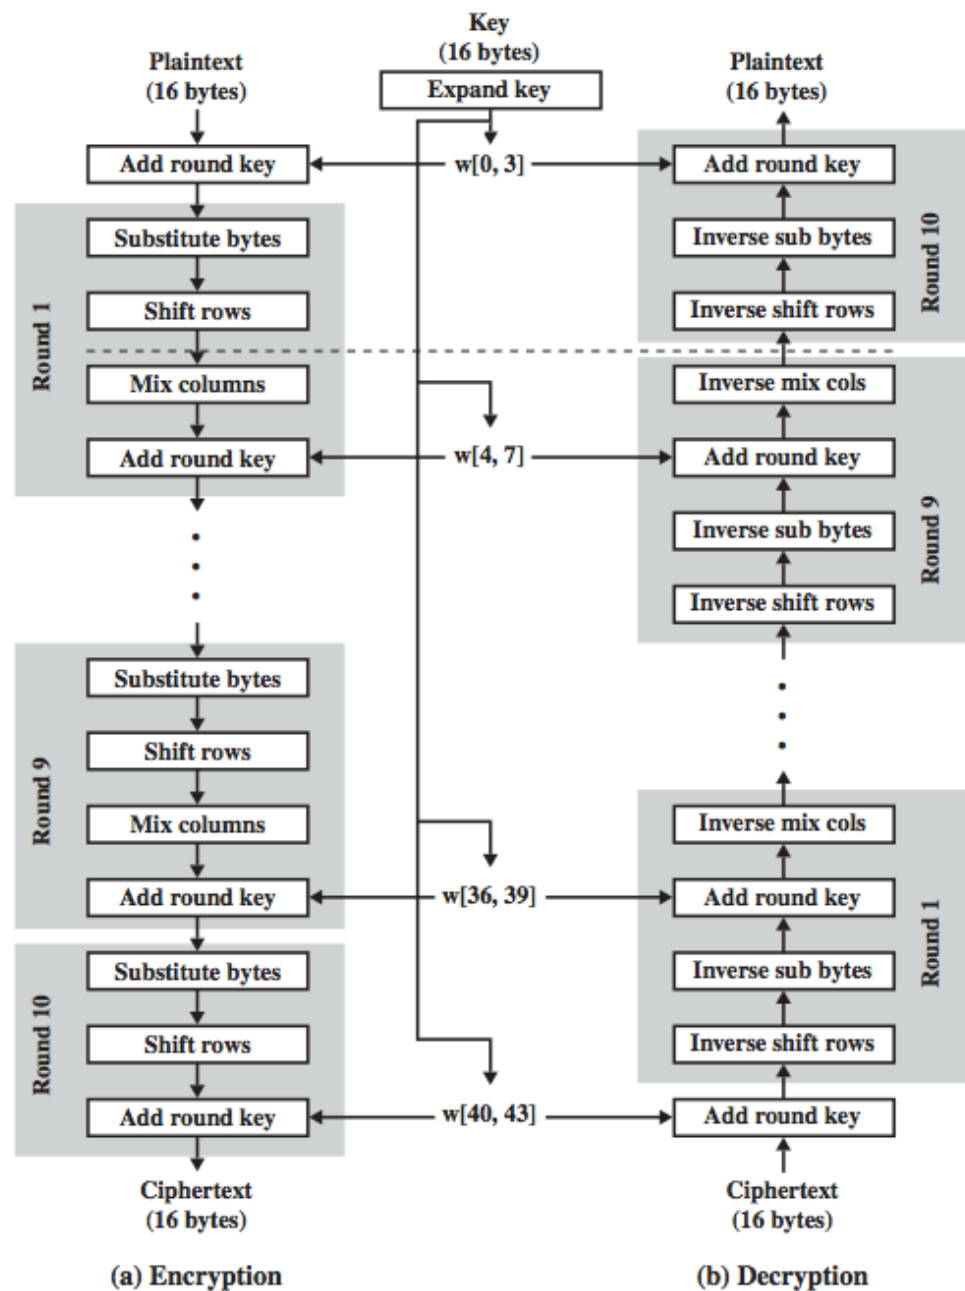 Key
(16 bytes)
Plaintext
(16 bytes)
Expand key
Plaintext
(16 bytes)
Add round key
w[0, 3]
Add round key
Round 1
Substitute bytes
Shift rows
Mix columns
Add round key
Inverse sub bytes
Inverse shift rows
Round 10
w[4, 7]
Inverse mix cols
Add round key
Inverse sub bytes
Inverse shift rows
Round 9
Round 9
Substitute bytes
Shift rows
Mix columns
Add round key
w[36, 39]
Inverse mix cols
Add round key
Inverse sub bytes
Inverse shift rows
Round 1
Round 10
Substitute bytes
Shift rows
Add round key
w[40, 43]
Add round key
Ciphertext
(16 bytes)
Ciphertext
(16 bytes)
(a) Encryption
(b) Decryption